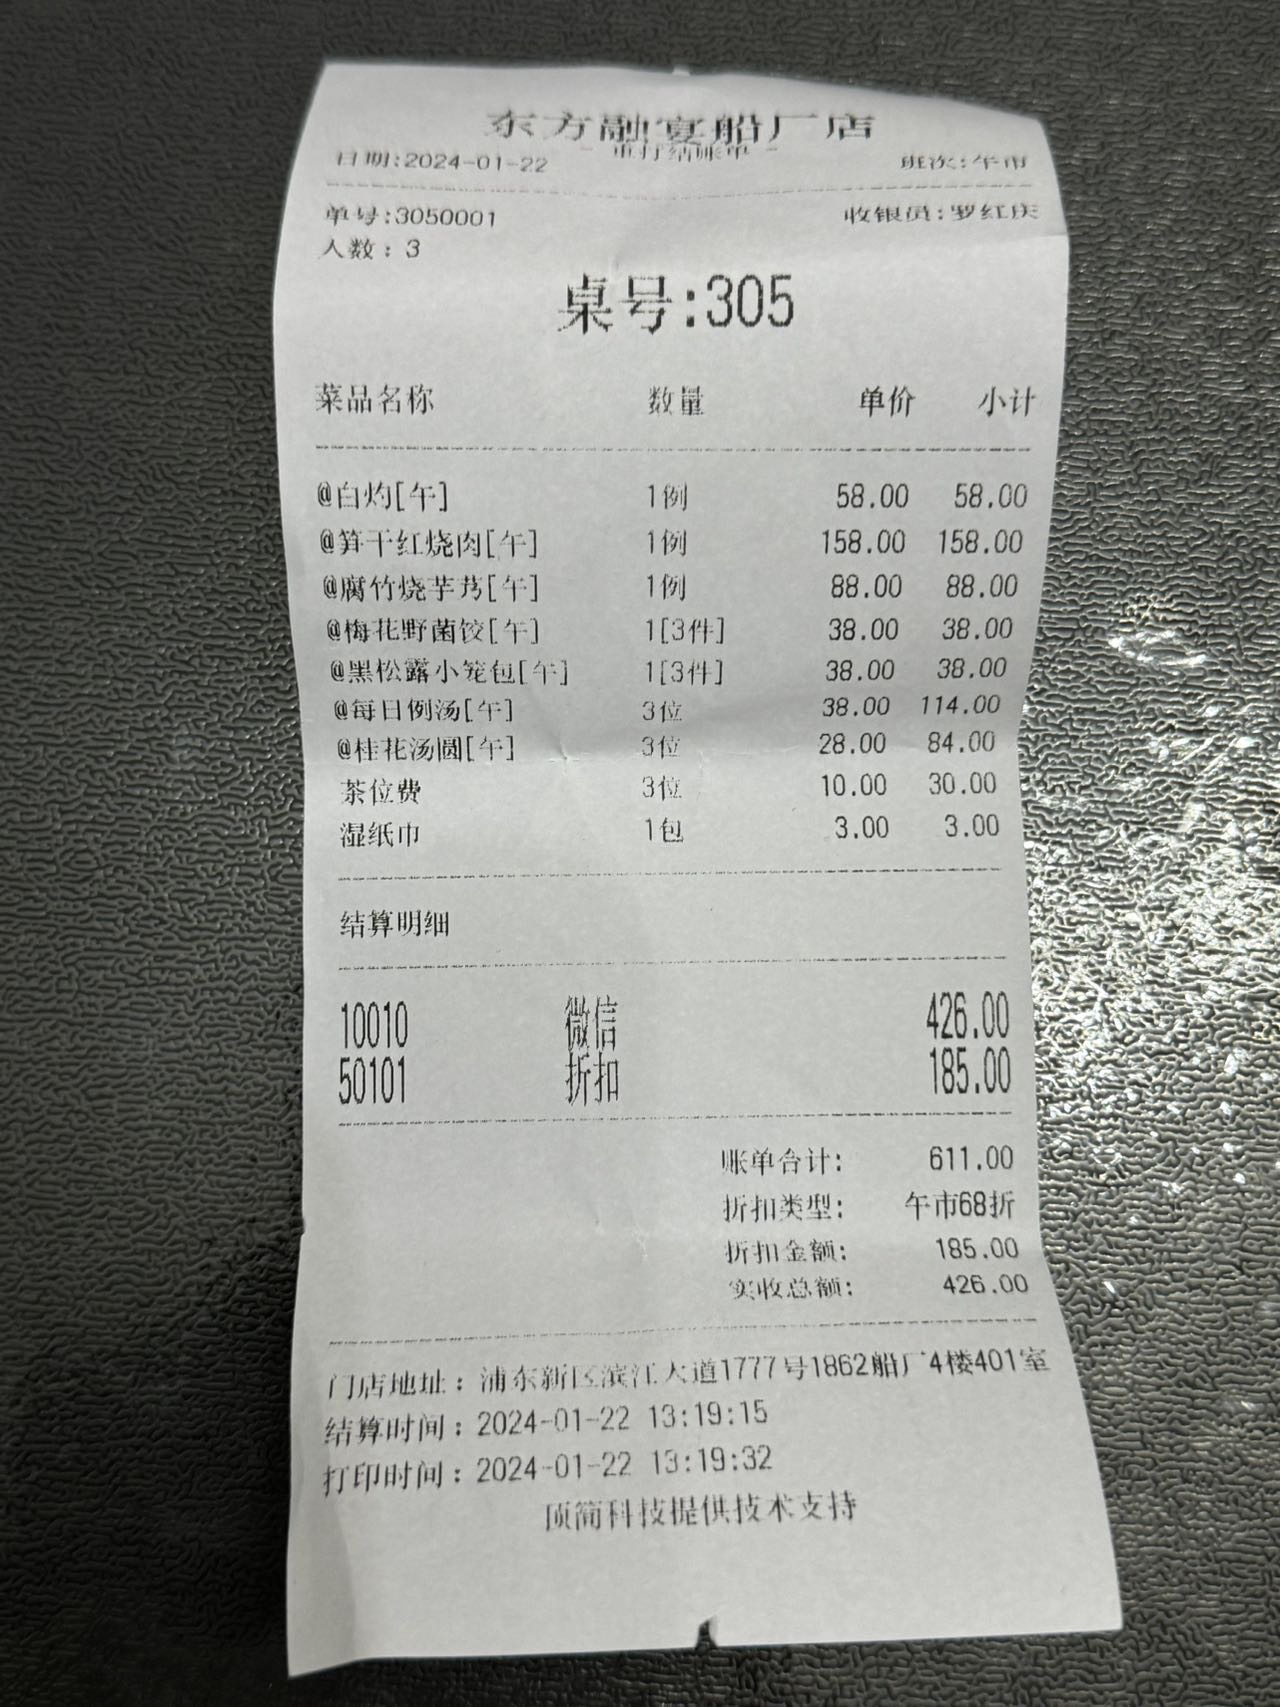 东方融宴船厂店
- 重打结账单 -
日期:2024-01-22 班次:午市
单号:3050001 收银员:罗红庆
人数：3
桌号:305
菜品名称 数量 单价 小计
@白灼[午] 1例 58.00 58.00
@笋干红烧肉[午] 1例 158.00 158.00
@腐竹烧芋艿[午] 1例 88.00 88.00
@梅花野菌饺[午] 1[3件] 38.00 38.00
@黑松露小笼包[午] 1[3件] 38.00 38.00
@每日例汤[午] 3位 38.00 114.00
@桂花汤圆[午] 3位 28.00 84.00
茶位费 3位 10.00 30.00
湿纸巾 1包 3.00 3.00
结算明细
10010 微信 426.00
50101 折扣 185.00
账单合计: 611.00
折扣类型: 午市68折
折扣金额: 185.00
实收总额: 426.00
门店地址：浦东新区滨江大道1777号1862船厂4楼401室
结算时间：2024-01-22 13:19:15
打印时间：2024-01-22 13:19:32
顶简科技提供技术支持